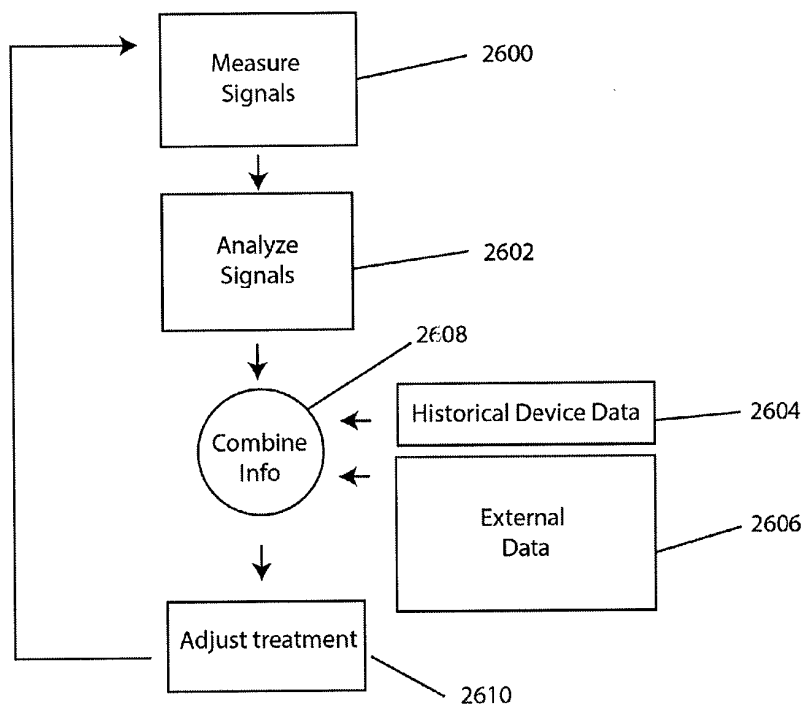 Measure
Signals
2600
Analyze
Signals
2602
2608
Combine
Info
Historical Device Data
2604
External
Data
2606
Adjust treatment
2610